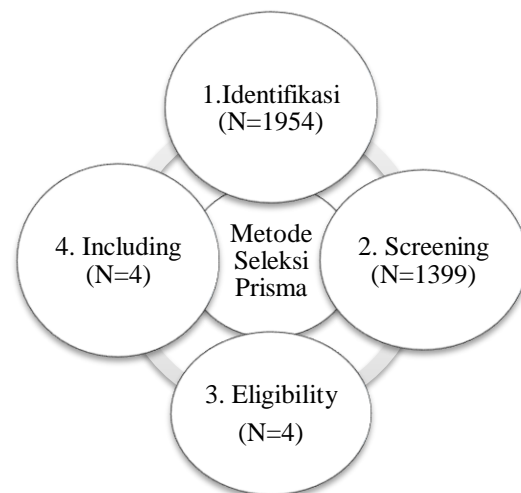 1.Identifikasi
(N=1954)
2. Screening
(N=1399)
3. Eligibility
(N=4)
4. Including
(N=4)
Metode
Seleksi
Prisma